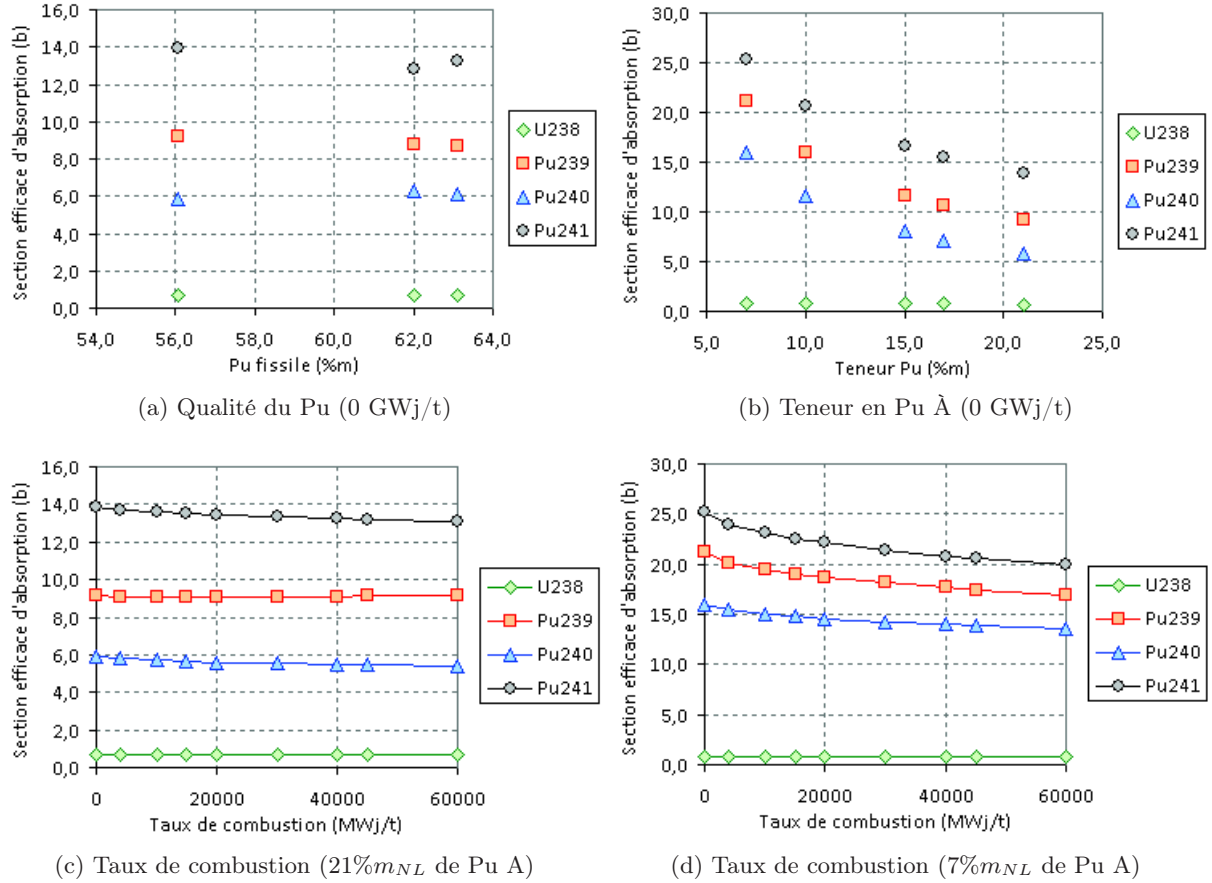 Section efficace d'absorption (b)
16,0
14,0
12,0
10,0
8,0
6,0
4,0
2,0
0,0
54,0 56,0 58,0 60,0 62,0 64,0
Pu fissile (%m)
U238
Pu239
Pu240
Pu241
(a) Qualité du Pu (0 GWj/t)
Section efficace d'absorption (b)
30,0
25,0
20,0
15,0
10,0
5,0
0,0
5,0 10,0 15,0 20,0 25,0
Teneur Pu (%m)
U238
Pu239
Pu240
Pu241
(b) Teneur en Pu À (0 GWj/t)
Section efficace d'absorption (b)
16,0
14,0
12,0
10,0
8,0
6,0
4,0
2,0
0,0
0 20000 40000 60000
Taux de combustion (MWj/t)
U238
Pu239
Pu240
Pu241
(c) Taux de combustion (21%m_{NL} de Pu A)
Section efficace d'absorption (b)
30,0
25,0
20,0
15,0
10,0
5,0
0,0
0 20000 40000 60000
Taux de combustion (MWj/t)
U238
Pu239
Pu240
Pu241
(d) Taux de combustion (7%m_{NL} de Pu A)